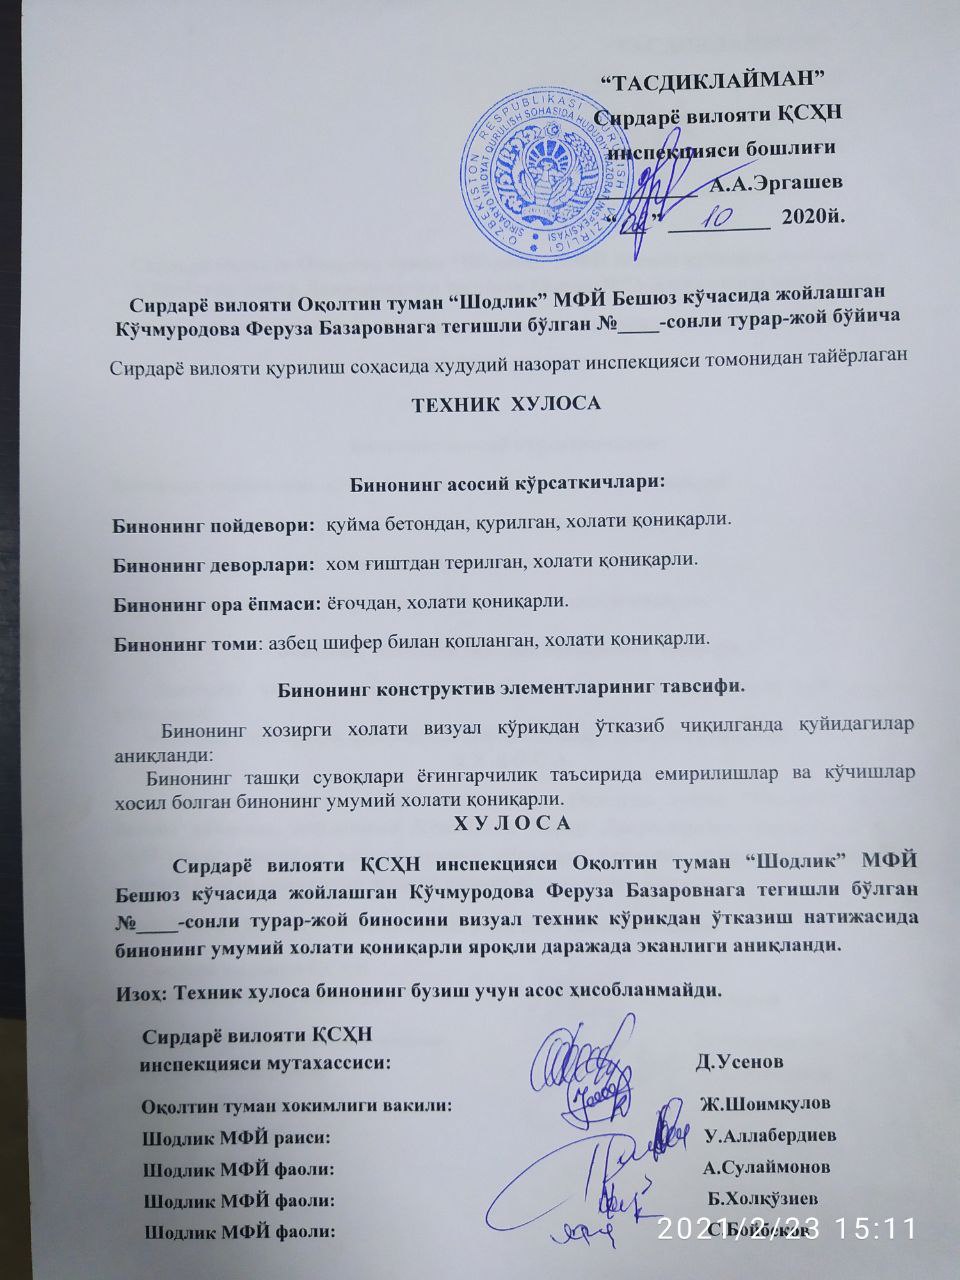 “ТАСДИКЛАЙМАН”
Сирдарё вилояти ҚСҲН
инспекцияси бошлиғи
__________ А.А.Эргашев
“__” ___10___ 2020й.
O'ZBEKISTON RESPUBLIKASI QURILISH VAZIRLIGI
SIRDARYO VILOYAT QURULISH SOHASIDA HUDUDIY NAZORAT INSPEKSIYASI
Сирдарё вилояти Оқолтин туман “Шодлик” МФЙ Бешюз кўчасида жойлашган
Кўчмуродова Феруза Базаровнага тегишли бўлган №____-сонли турар-жой бўйича
Сирдарё вилояти қурилиш соҳасида худудий назорат инспекцияси томонидан тайёрлаган
ТЕХНИК ХУЛОСА
Бинонинг асосий кўрсаткичлари:
Бинонинг пойдевори: қуйма бетондан, қурилган, холати қониқарли.
Бинонинг деворлари: хом ғиштдан терилган, холати қониқарли.
Бинонинг ора ёпмаси: ёғочдан, холати қониқарли.
Бинонинг томи: азбец шифер билан қопланган, холати қониқарли.
Бинонинг конструктив элементлариниг тавсифи.
Бинонинг хозирги холати визуал кўрикдан ўтказиб чиқилганда қуйидагилар
аниқланди:
Бинонинг ташқи сувоқлари ёғингарчилик таъсирида емирилишлар ва кўчишлар
хосил болган бинонинг умумий холати қониқарли.
Х У Л О С А
Сирдарё вилояти ҚСҲН инспекцияси Оқолтин туман “Шодлик” МФЙ
Бешюз кўчасида жойлашган Кўчмуродова Феруза Базаровнага тегишли бўлган
№____-сонли турар-жой биносини визуал техник кўрикдан ўтказиш натижасида
бинонинг умумий холати қониқарли яроқли даражада эканлиги аниқланди.
Изоҳ: Техник хулоса бинонинг бузиш учун асос ҳисобланмайди.
Сирдарё вилояти ҚСҲН
инспекцияси мутахассиси: Д.Усенов
Оқолтин туман хокимлиги вакили: Ж.Шоимқулов
Шодлик МФЙ раиси: У.Аллабердиев
Шодлик МФЙ фаоли: А.Сулаймонов
Шодлик МФЙ фаоли: Б.Холқўзиев
Шодлик МФЙ фаоли: С.Бойбеков
2021/2/23 15:11